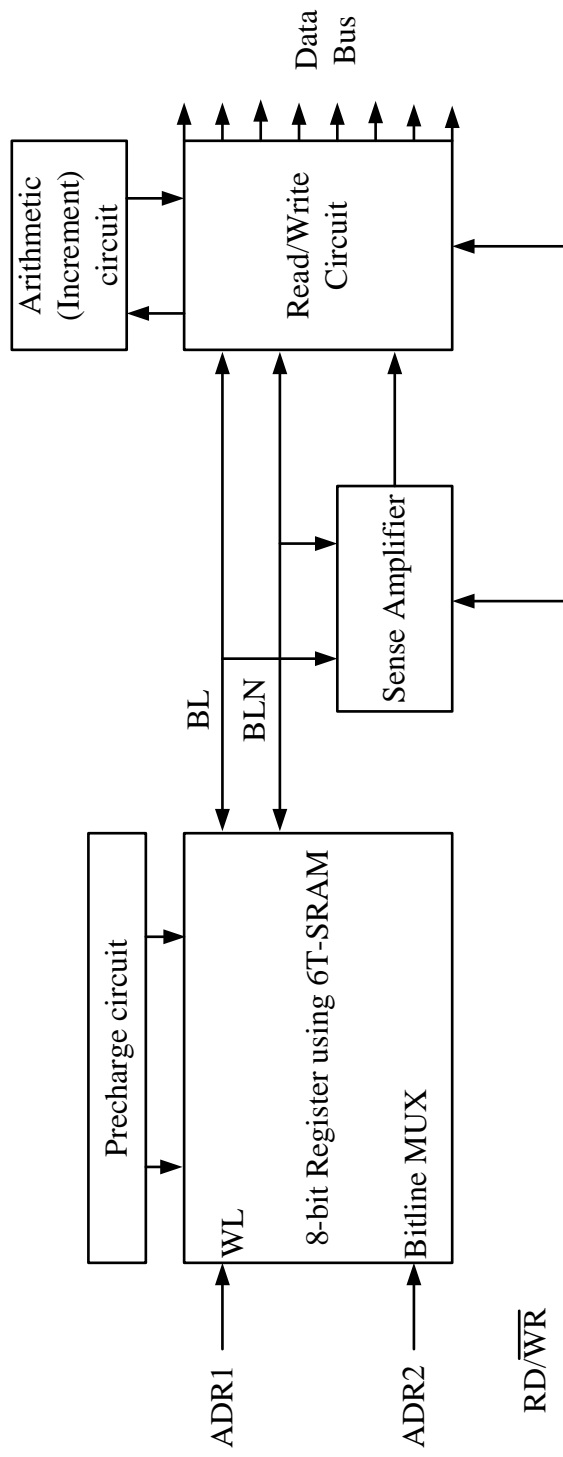 Precharge circuit
ADR1
WL
8-bit Register using 6T-SRAM
ADR2
Bitline MUX
RD/W̅R̅
BL
BLN
Sense Amplifier
Arithmetic
(Increment)
circuit
Read/Write
Circuit
Data
Bus